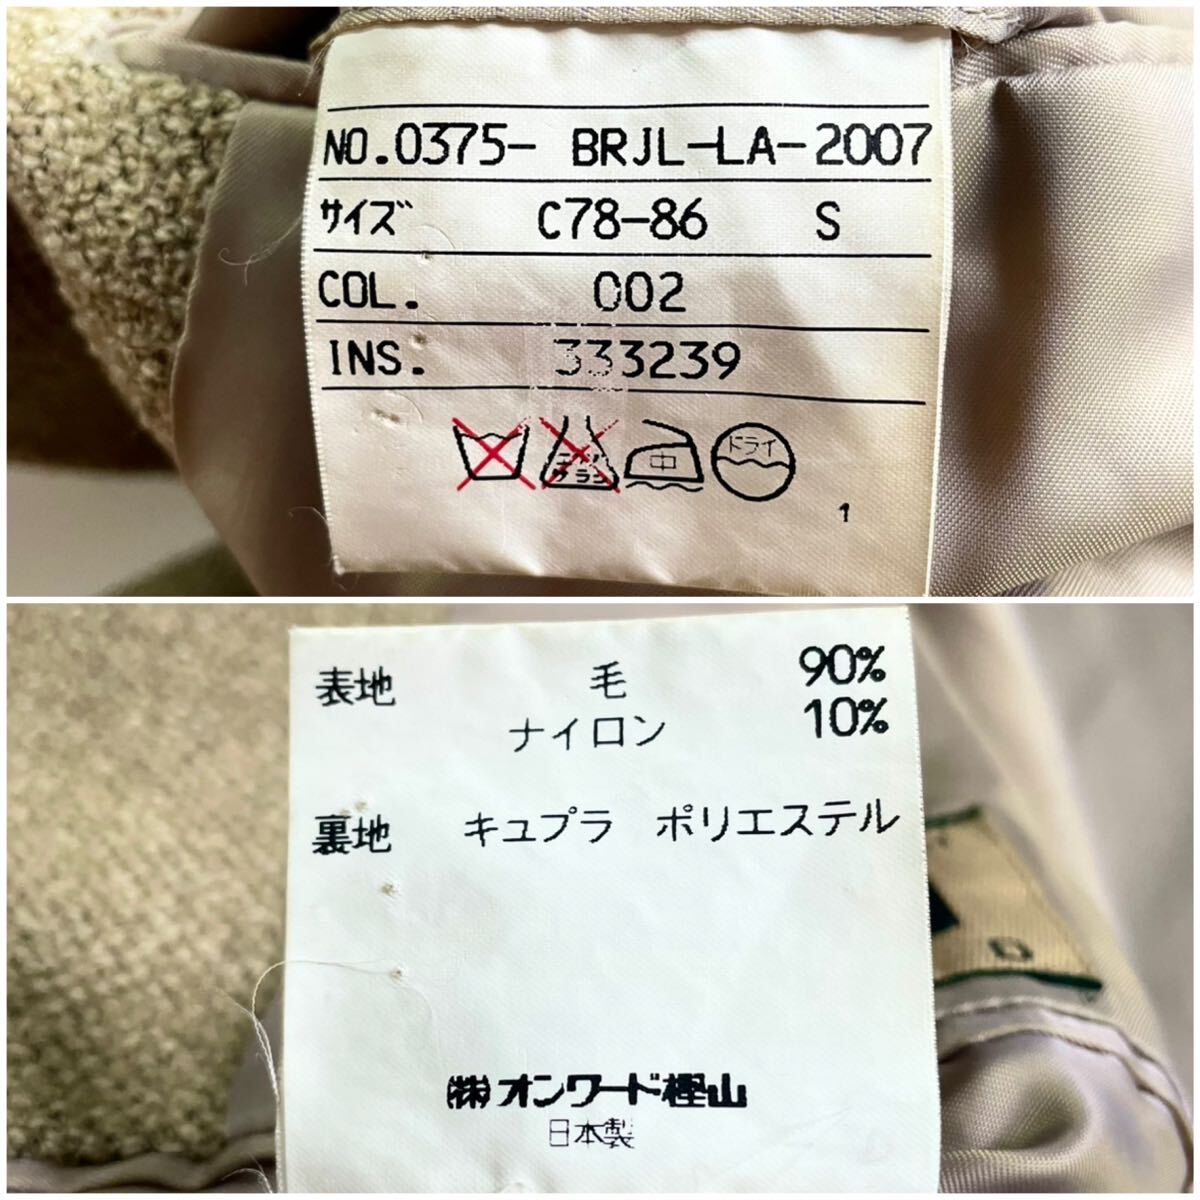 NO.0375- BRJL-LA-2007
サイズ C78-86 S
COL. 002
INS. 333239
中
ドライ
1
表地 毛 90%
ナイロン 10%
裏地 キュプラ ポリエステル
㈱オンワード樫山
日本製